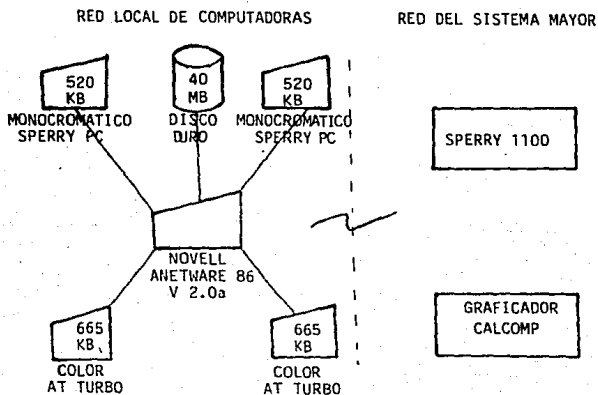 RED LOCAL DE COMPUTADORAS
RED DEL SISTEMA MAYOR
520
KB
MONOCROMATICO
SPERRY PC
40
MB
DISCO
DURO
520
KB
MONOCROMATICO
SPERRY PC
SPERRY 1100
NOVELL
ANETWARE 86
V 2.0a
665
KB
COLOR
AT TURBO
665
KB
COLOR
AT TURBO
GRAFICADOR
CALCOMP